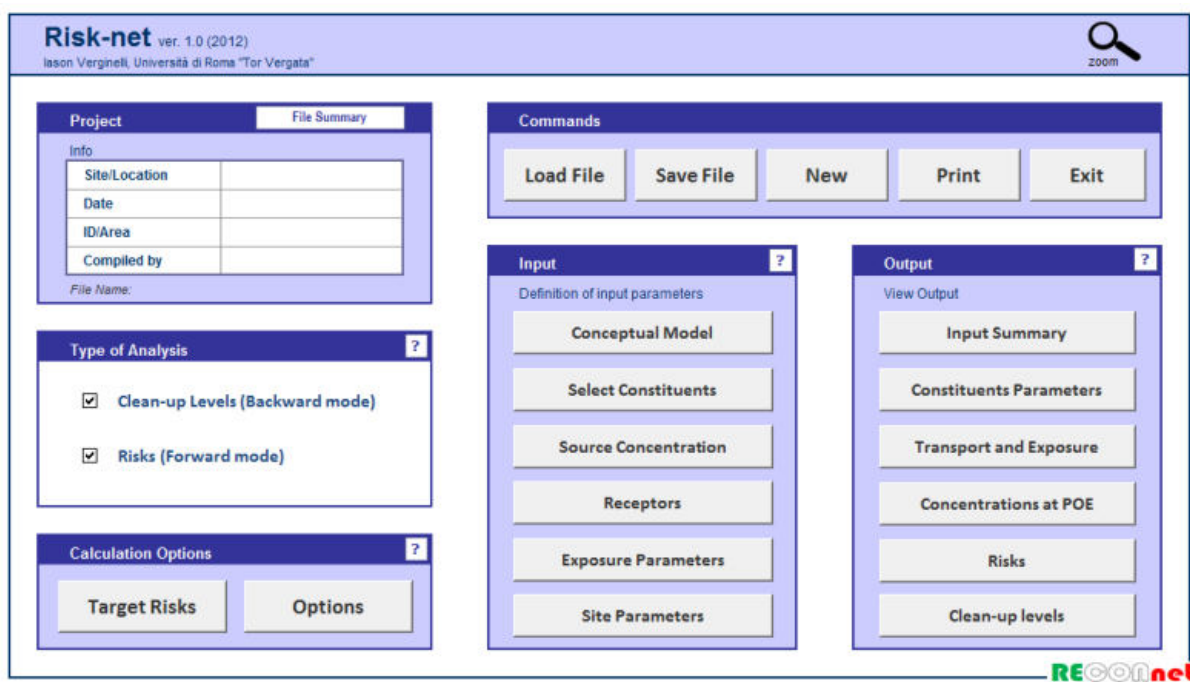 Risk-net ver. 1.0 (2012)
Iason Verginelli, Università di Roma "Tor Vergata"
zoom
Project
File Summary
Info
Site/Location
Date
ID/Area
Compiled by
File Name:
Type of Analysis
?
Clean-up Levels (Backward mode)
Risks (Forward mode)
Calculation Options
?
Target Risks
Options
Commands
Load File
Save File
New
Print
Exit
Input
?
Definition of input parameters
Conceptual Model
Select Constituents
Source Concentration
Receptors
Exposure Parameters
Site Parameters
Output
?
View Output
Input Summary
Constituents Parameters
Transport and Exposure
Concentrations at POE
Risks
Clean-up levels
RECONnet